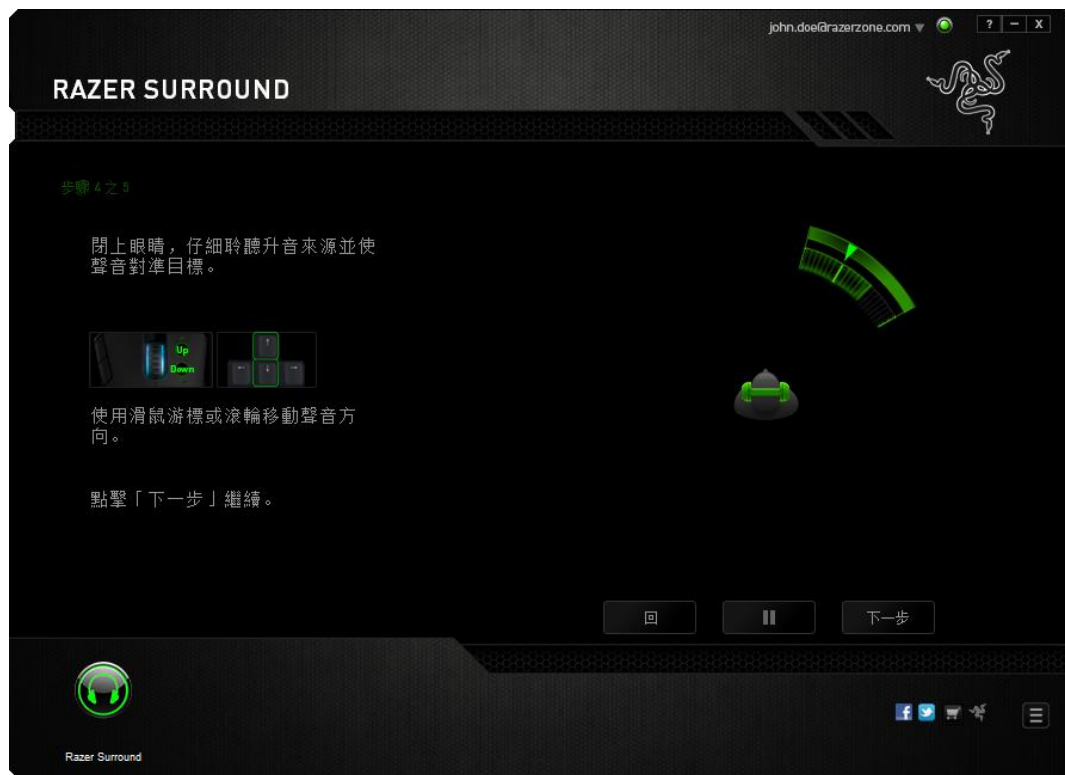 john.doe@razerzone.com
? – X
RAZER SURROUND
步驟 4 之 5
閉上眼睛，仔細聆聽升音來源並使
聲音對準目標。
Up
Down
使用滑鼠游標或滾輪移動聲音方
向。
點擊「下一步」繼續。
回
下一步
Razer Surround